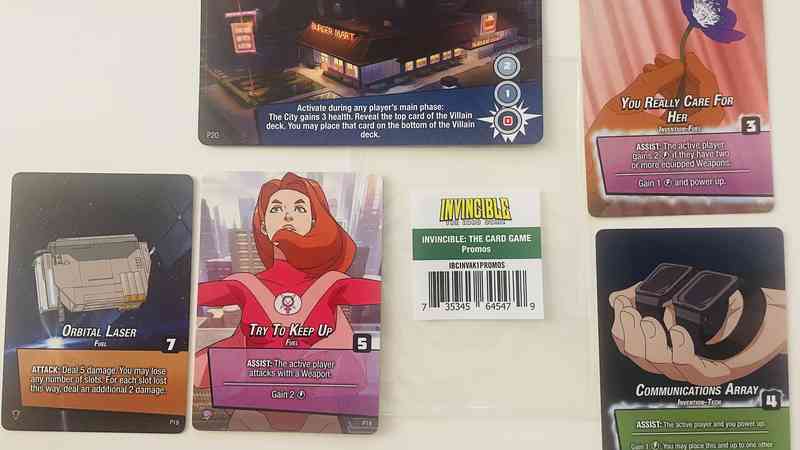 BURGER MART
2
1
0
Activate during any player's main phase:
The City gains 3 health. Reveal the top card of the Villain
deck. You may place that card on the bottom of the Villain
deck.
P20
YOU REALLY CARE FOR
HER
INVENTION-FUEL
3
ASSIST: The active player
gains 2 if they have two
or more equipped Weapons.
Gain 1 and power up.
ORBITAL LASER
FUEL
7
ATTACK: Deal 5 damage. You may lose
any number of slots. For each slot lost
this way, deal an additional 2 damage.
P19
TRY TO KEEP UP
FUEL
5
ASSIST: The active player
attacks with a Weapon.
Gain 2
P18
INVINCIBLE
THE CARD GAME
INVINCIBLE: THE CARD GAME
Promos
IBCINVAK1PROMOS
7 35345 64547 9
COMMUNICATIONS ARRAY
INVENTION-TECH
4
ASSIST: The active player and you power up.
Gain 1 : You may place this and up to one other